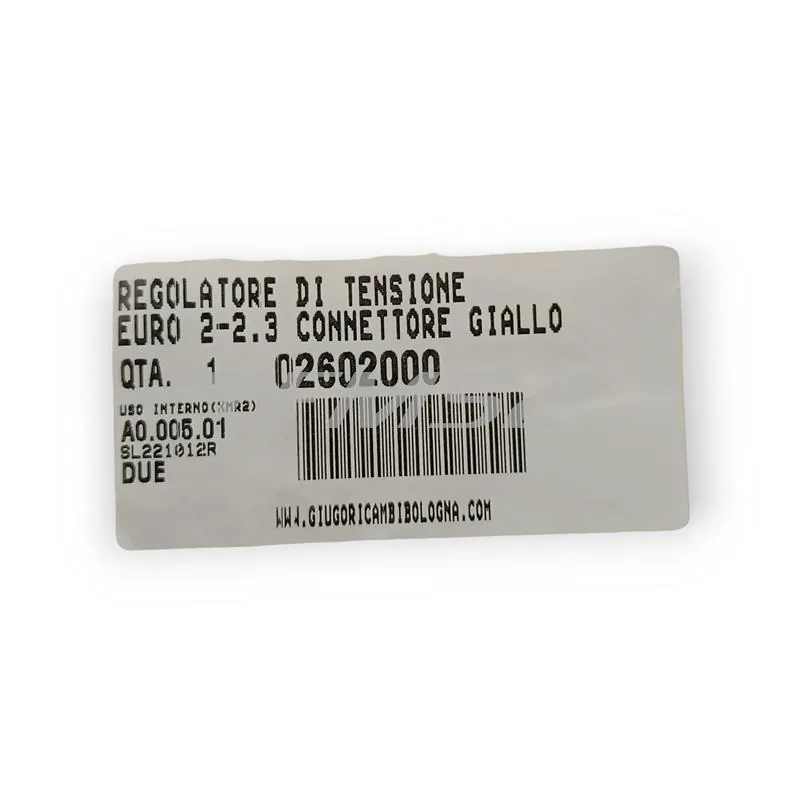 REGOLATORE DI TENSIONE
EURO 2-2.3 CONNETTORE GIALLO
QTA. 1 02602000
USO INTERNO(XMR2)
A0.005.01
SL221012R
DUE
WWW.GIUGORICAMBIBOLOGNA.COM